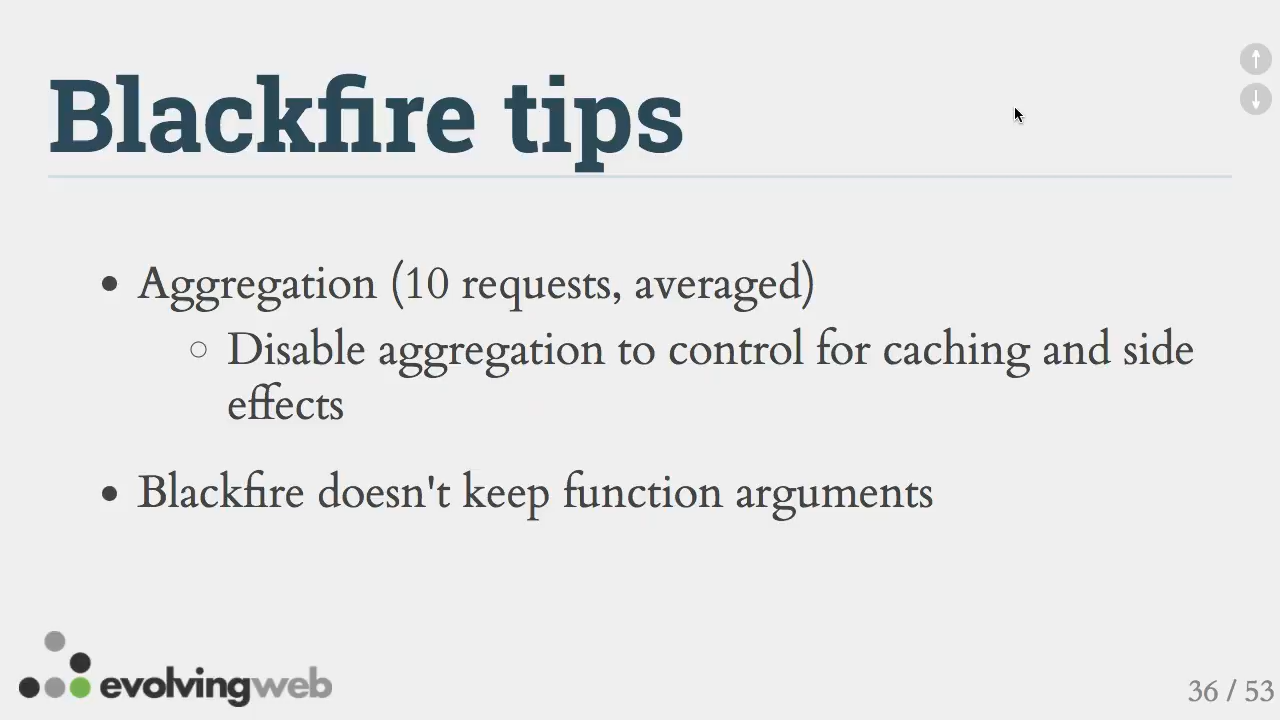 Blackfire tips
• Aggregation (10 requests, averaged)
○ Disable aggregation to control for caching and side
effects
• Blackfire doesn't keep function arguments
evolvingweb
36 / 53